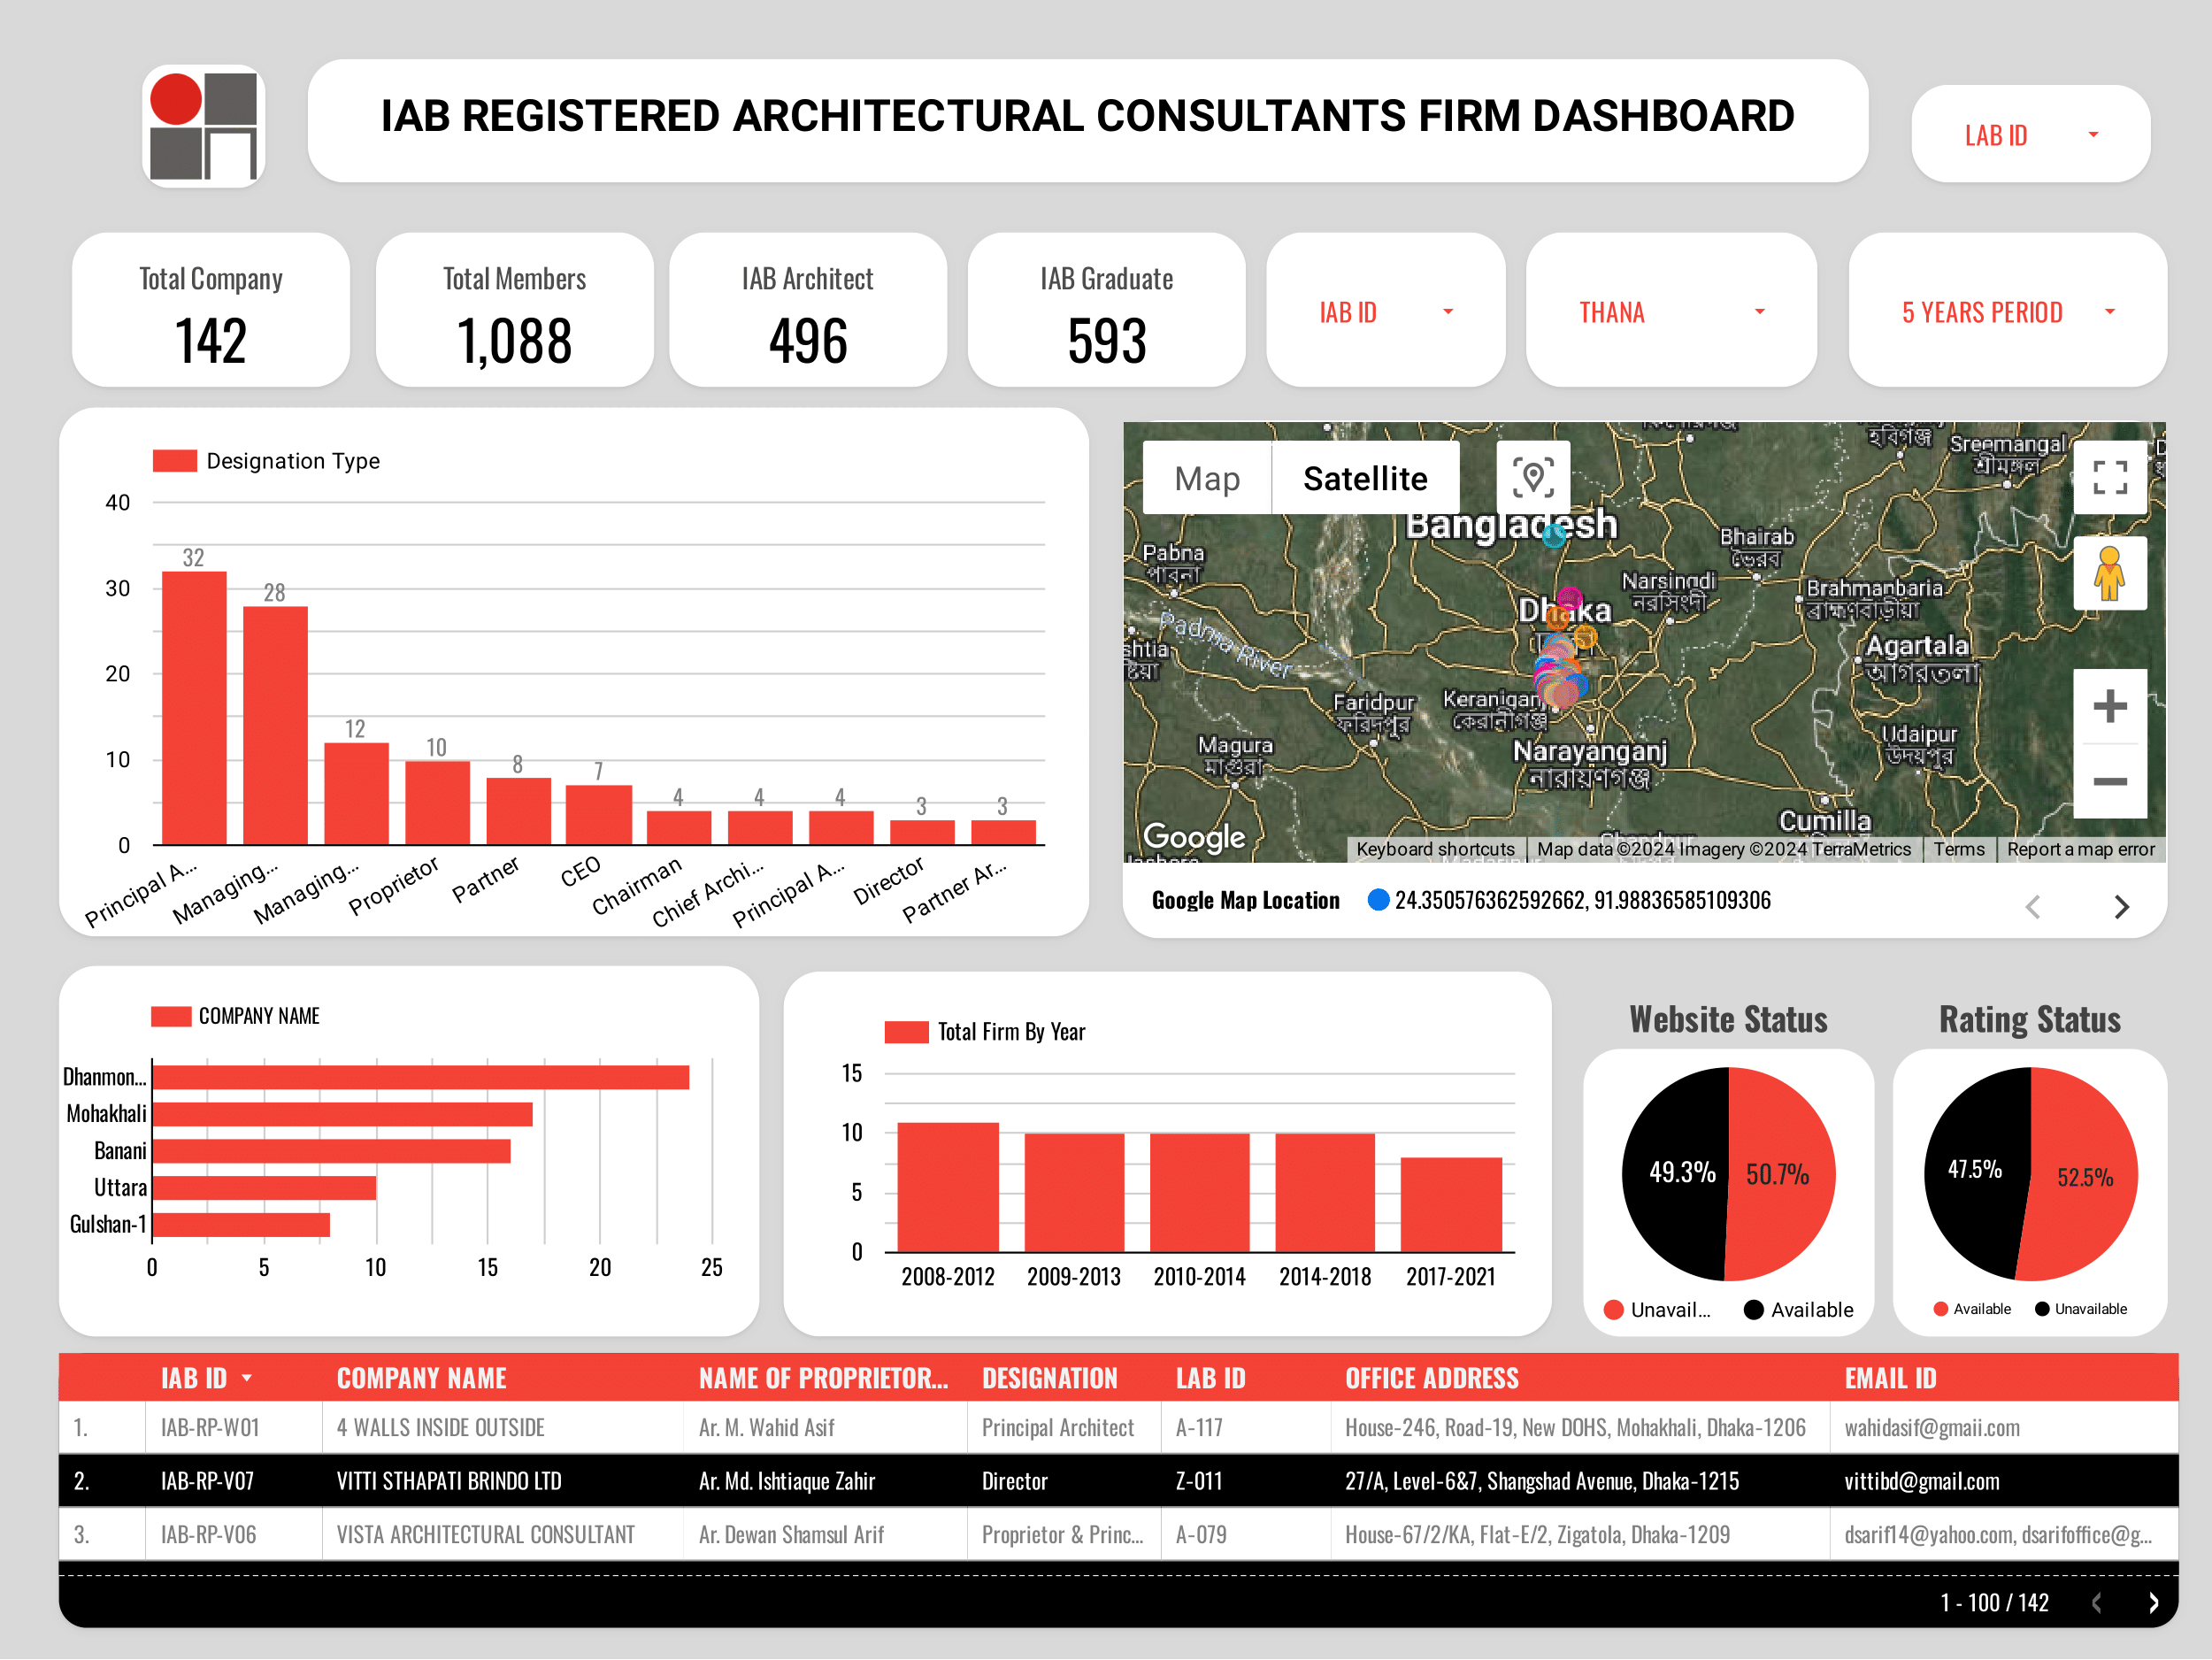 IAB REGISTERED ARCHITECTURAL CONSULTANTS FIRM DASHBOARD
LAB ID
Total Company
142
Total Members
1,088
IAB Architect
496
IAB Graduate
593
IAB ID
THANA
5 YEARS PERIOD
Designation Type
40
30
20
10
0
32
28
12
10
8
7
4
4
4
3
3
Principal A...
Managing...
Managing...
Proprietor
Partner
CEO
Chairman
Chief Archi...
Principal A...
Director
Partner Ar...
Map
Satellite
Bangladesh
হবিগঞ্জ
Sreemangal
শ্রীমঙ্গল
Pabna
পাবনা
Bhairab
ভৈরব
Narsingdi
নরসিংদী
Dhaka
Brahmanbaria
ব্রাহ্মণবাড়ীয়া
Padma River
Agartala
আগরতলা
Faridpur
ফরিদপুর
Keraniganj
কেরানীগঞ্জ
Magura
মাগুরা
Narayanganj
নারায়ণগঞ্জ
Udaipur
উদয়পুর
Cumilla
Google
Keyboard shortcuts
Map data ©2024 Imagery ©2024 TerraMetrics
Terms
Report a map error
Google Map Location
24.350576362592662, 91.98836585109306
COMPANY NAME
Dhanmon...
Mohakhali
Banani
Uttara
Gulshan-1
0 5 10 15 20 25
Total Firm By Year
15
10
5
0
2008-2012 2009-2013 2010-2014 2014-2018 2017-2021
Website Status
49.3% 50.7%
Unavail... Available
Rating Status
47.5% 52.5%
Available Unavailable
IAB ID COMPANY NAME NAME OF PROPRIETOR... DESIGNATION LAB ID OFFICE ADDRESS EMAIL ID
1. IAB-RP-W01 4 WALLS INSIDE OUTSIDE Ar. M. Wahid Asif Principal Architect A-117 House-246, Road-19, New DOHS, Mohakhali, Dhaka-1206 wahidasif@gmaii.com
2. IAB-RP-V07 VITTI STHAPATI BRINDO LTD Ar. Md. Ishtiaque Zahir Director Z-011 27/A, Level-6&7, Shangshad Avenue, Dhaka-1215 vittibd@gmail.com
3. IAB-RP-V06 VISTA ARCHITECTURAL CONSULTANT Ar. Dewan Shamsul Arif Proprietor & Princ... A-079 House-67/2/KA, Flat-E/2, Zigatola, Dhaka-1209 dsarif14@yahoo.com, dsarifoffice@g...
1 - 100 / 142